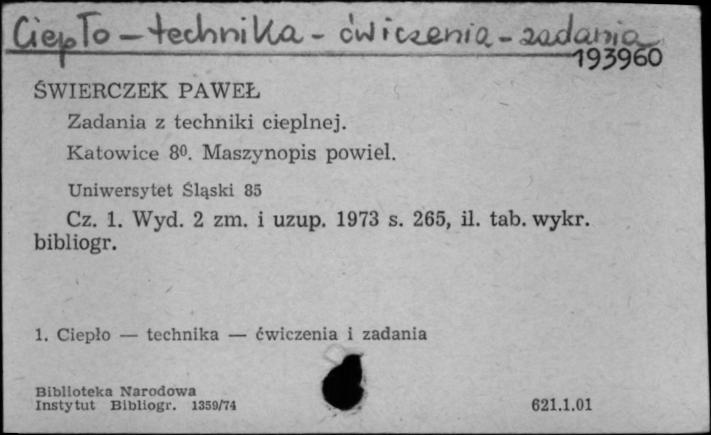 Ciepło - technika - ćwiczenia - zadania
193960
ŚWIERCZEK PAWEŁ
Zadania z techniki cieplnej.
Katowice 8⁰. Maszynopis powiel.
Uniwersytet Śląski 85
Cz. 1. Wyd. 2 zm. i uzup. 1973 s. 265, il. tab. wykr.
bibliogr.
1. Ciepło — technika — ćwiczenia i zadania
Biblioteka Narodowa
Instytut Bibliogr. 1359/74 621.1.01